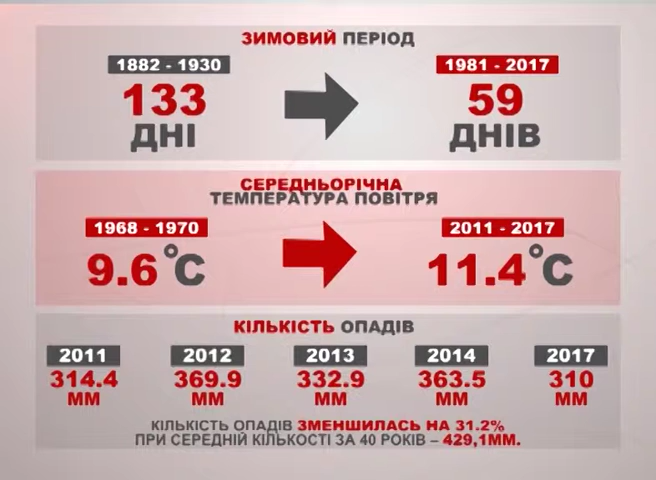 ЗИМОВИЙ ПЕРІОД
1882 - 1930
1981 - 2017
133
59
ДНІ
ДНІВ
СЕРЕДНЬОРІЧНА
ТЕМПЕРАТУРА ПОВІТРЯ
1968 - 1970
2011 - 2017
9.6°C
11.4°C
КІЛЬКІСТЬ ОПАДІВ
2011 2012 2013 2014 2017
314.4 369.9 332.9 363.5 310
ММ ММ ММ ММ ММ
КІЛЬКІСТЬ ОПАДІВ ЗМЕНШИЛАСЬ НА 31.2%
ПРИ СЕРЕДНІЙ КІЛЬКОСТІ ЗА 40 РОКІВ – 429,1ММ.